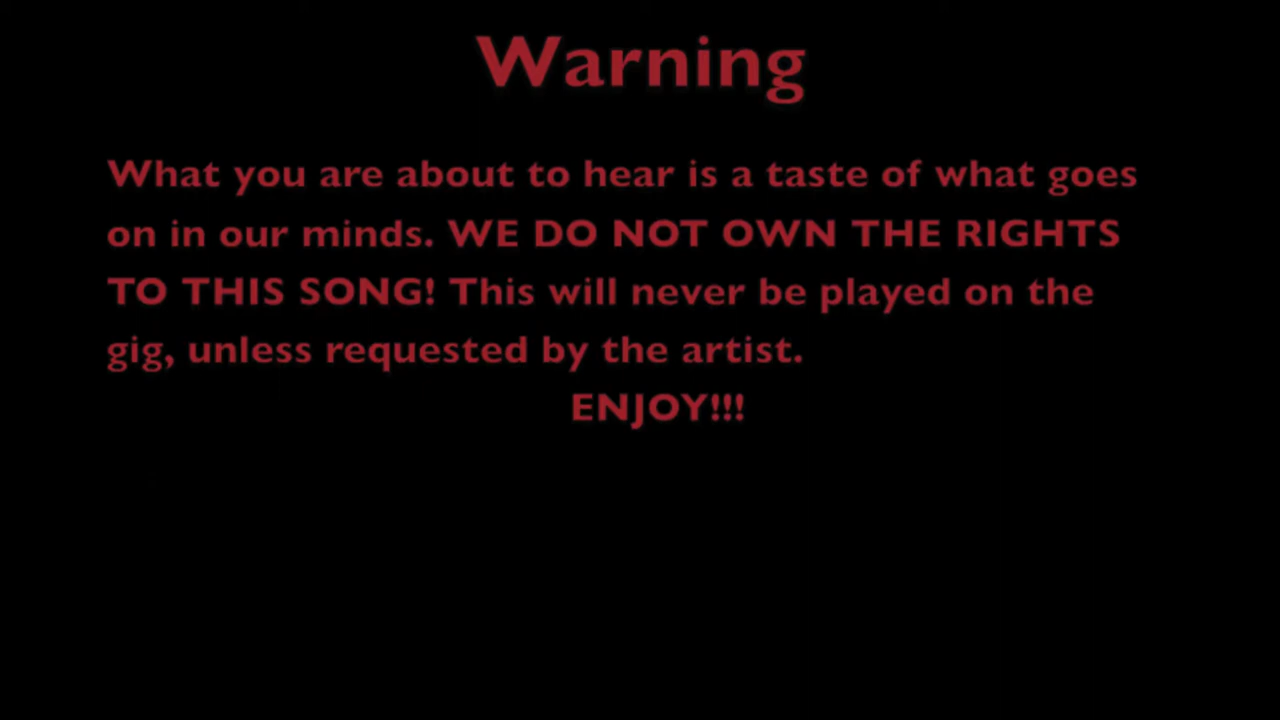 Warning
What you are about to hear is a taste of what goes
on in our minds. WE DO NOT OWN THE RIGHTS
TO THIS SONG! This will never be played on the
gig, unless requested by the artist.
ENJOY!!!